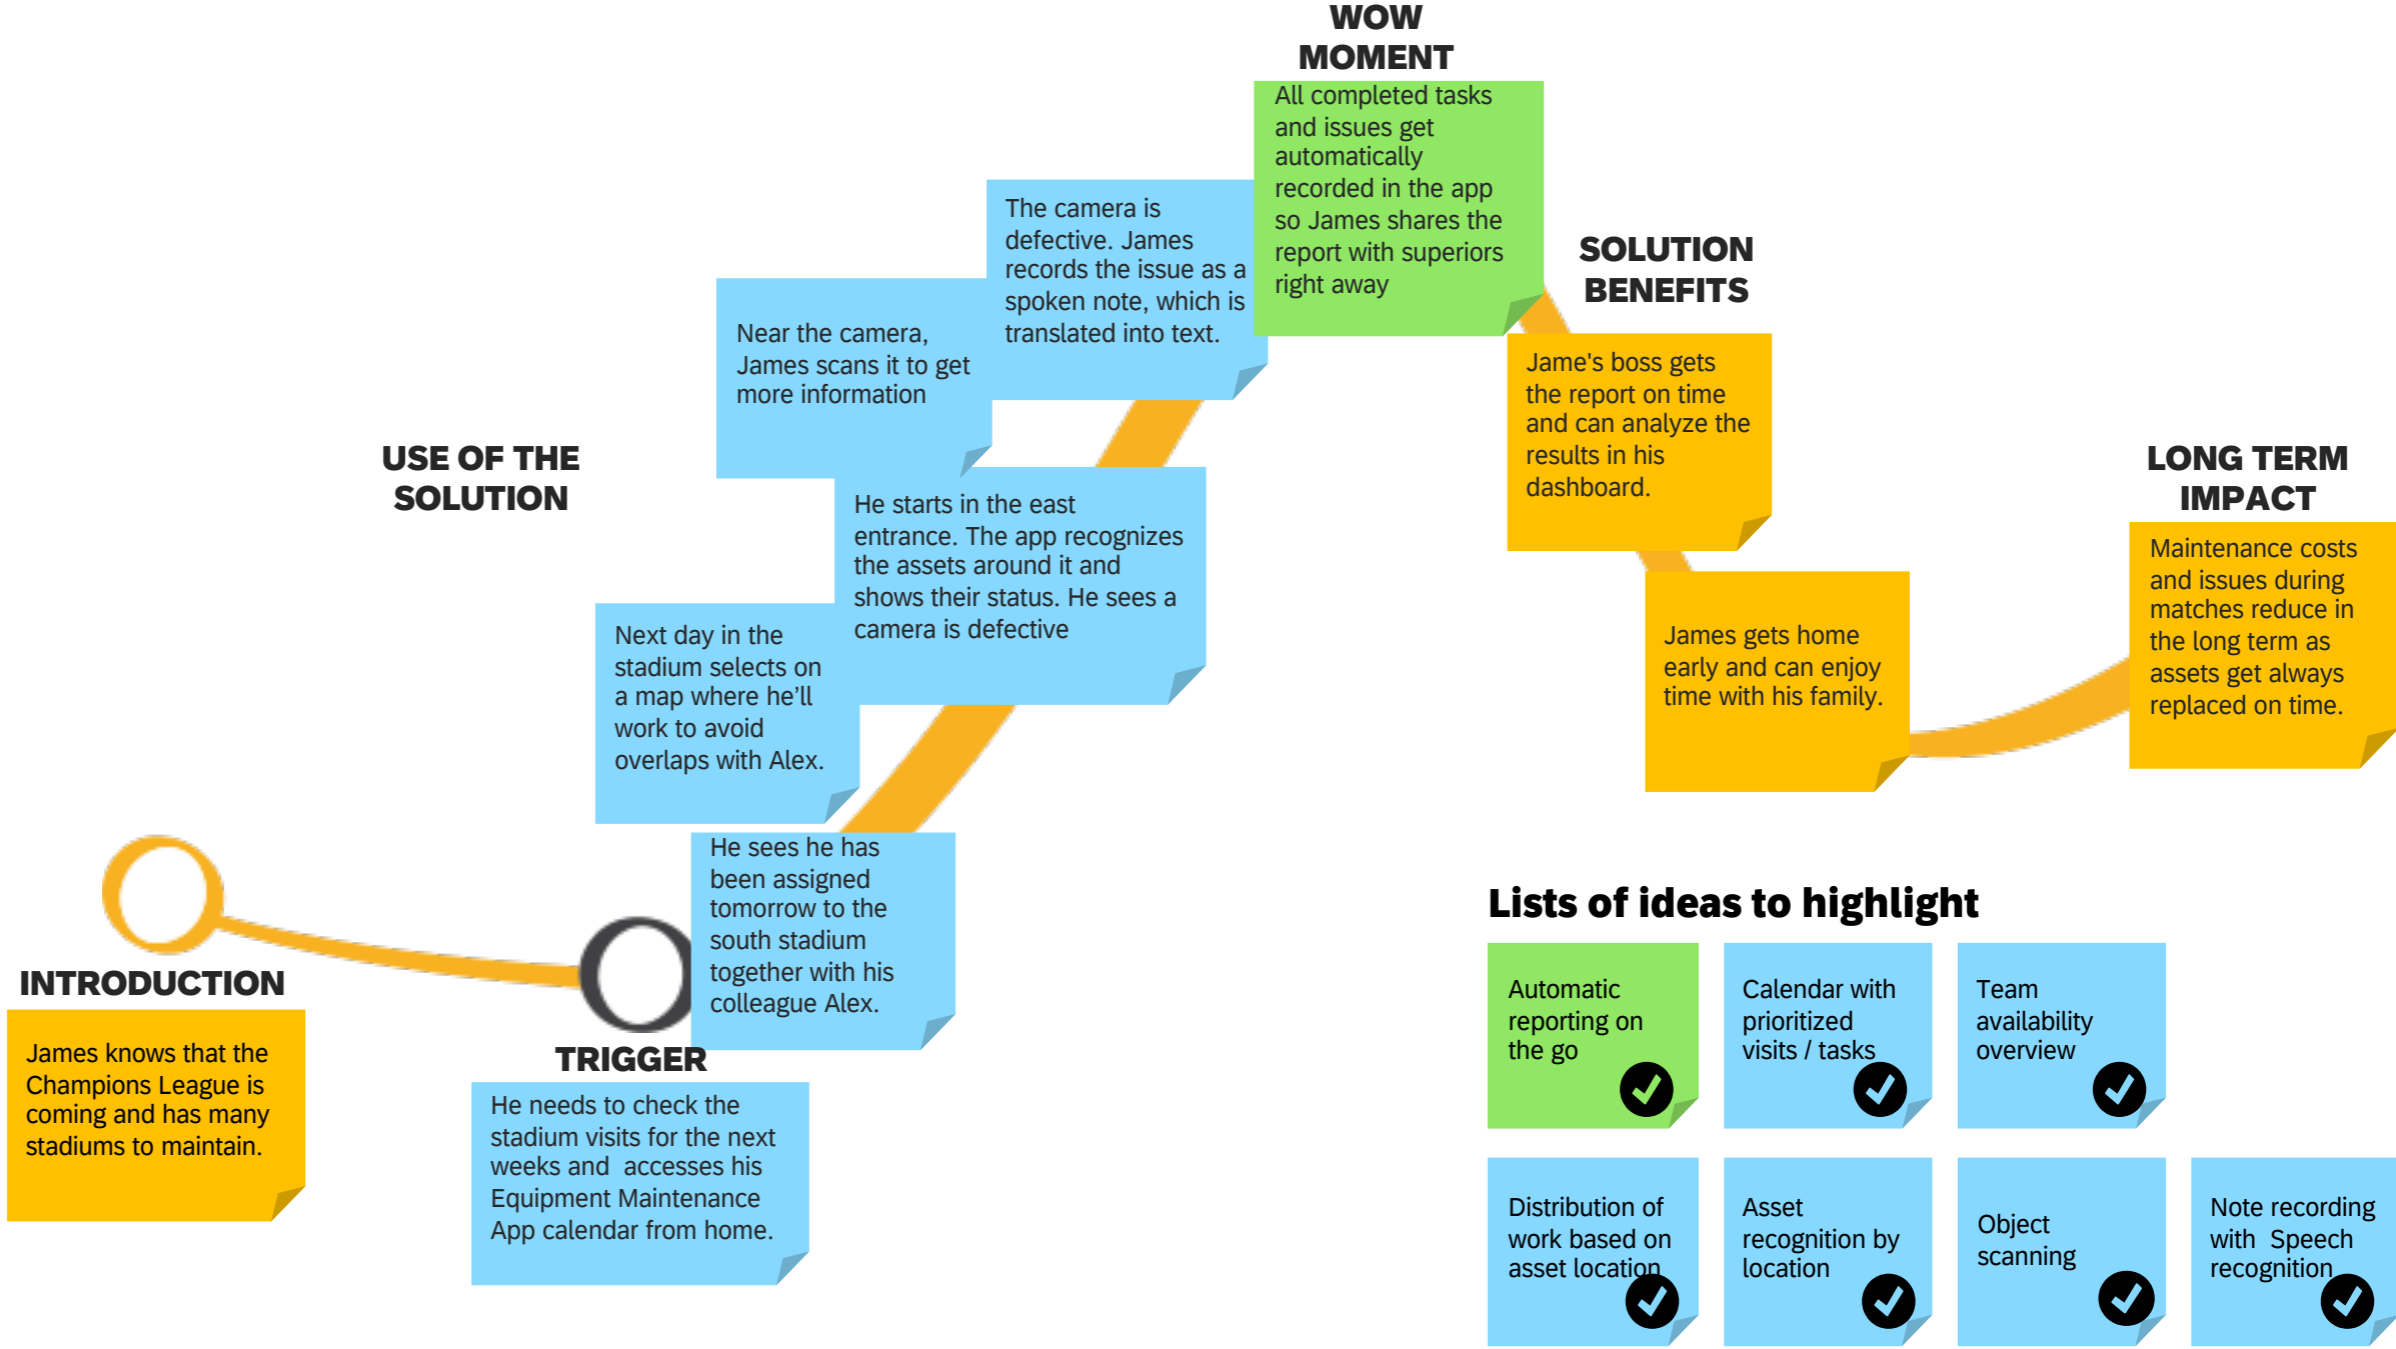 WOW
MOMENT
All completed tasks
and issues get
automatically
recorded in the app
so James shares the
report with superiors
right away
The camera is
defective. James
records the issue as a
spoken note, which is
translated into text.
SOLUTION
BENEFITS
Near the camera,
James scans it to get
more information
Jame's boss gets
the report on time
and can analyze the
results in his
dashboard.
USE OF THE
SOLUTION
LONG TERM
IMPACT
He starts in the east
entrance. The app recognizes
the assets around it and
shows their status. He sees a
camera is defective
Maintenance costs
and issues during
matches reduce in
the long term as
assets get always
replaced on time.
Next day in the
stadium selects on
a map where he’ll
work to avoid
overlaps with Alex.
James gets home
early and can enjoy
time with his family.
He sees he has
been assigned
tomorrow to the
south stadium
together with his
colleague Alex.
INTRODUCTION
James knows that the
Champions League is
coming and has many
stadiums to maintain.
TRIGGER
He needs to check the
stadium visits for the next
weeks and  accesses his
Equipment Maintenance
App calendar from home.
Lists of ideas to highlight
Automatic
reporting on
the go
Calendar with
prioritized
visits / tasks
Team
availability
overview
Distribution of
work based on
asset location
Asset
recognition by
location
Object
scanning
Note recording
with  Speech
recognition